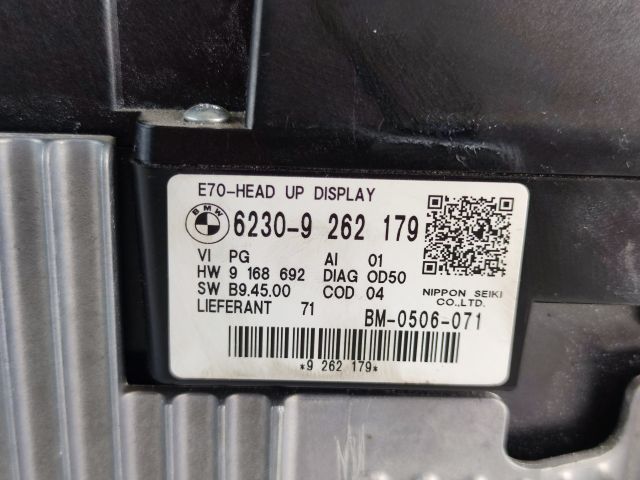 E70-HEAD UP DISPLAY
BMW 6230-9 262 179
VI PG AI 01
HW 9 168 692 DIAG 0D50
SW B9.45.00 COD 04
LIEFERANT 71
NIPPON SEIKI
CO.,LTD.
BM-0506-071
*9 262 179*